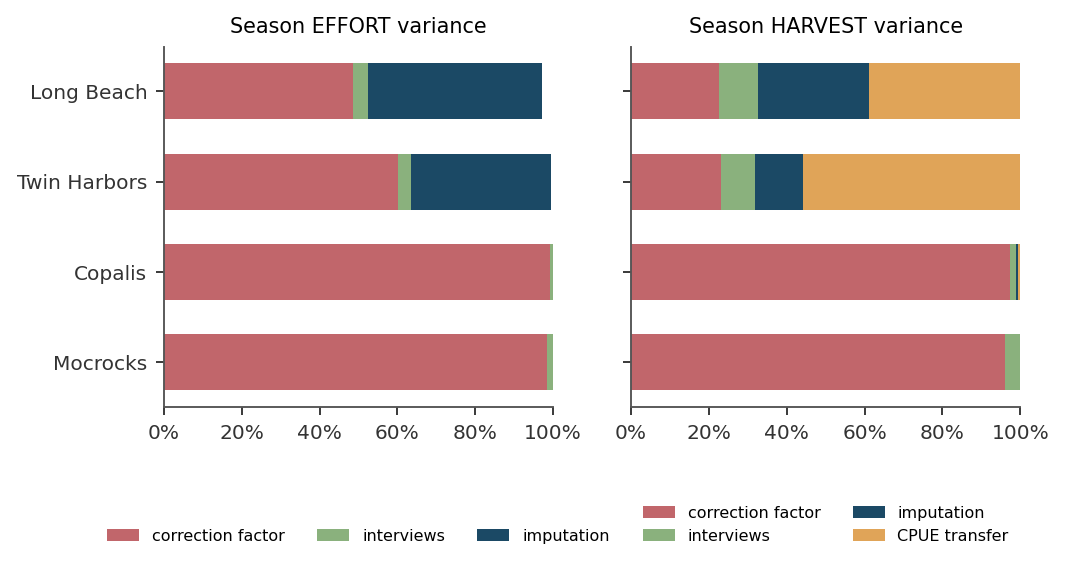 Season EFFORT variance
Season HARVEST variance
Long Beach
Twin Harbors
Copalis
Mocrocks
0% 20% 40% 60% 80% 100%
0% 20% 40% 60% 80% 100%
correction factor interviews imputation
correction factor imputation
interviews CPUE transfer